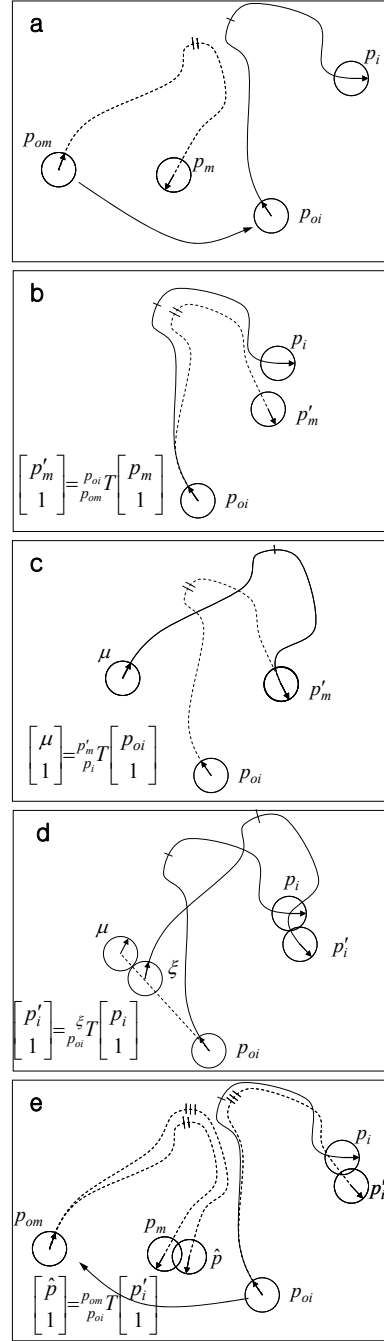 a
p_i
p_om
p_m
p_oi
b
p_i
p'_m
[p'_m 1] = ^{p_oi}_{p_om}T [p_m 1]
p_oi
c
μ
p'_m
[μ 1] = ^{p'_m}_{p_i}T [p_oi 1]
p_oi
d
p_i
μ
p'_i
ξ
[p'_i 1] = ^{ξ}_{p_oi}T [p_i 1]
p_oi
e
p_i
p'_i
p_om
p_m
p̂
p_oi
[p̂ 1] = ^{p_om}_{p_oi}T [p'_i 1]